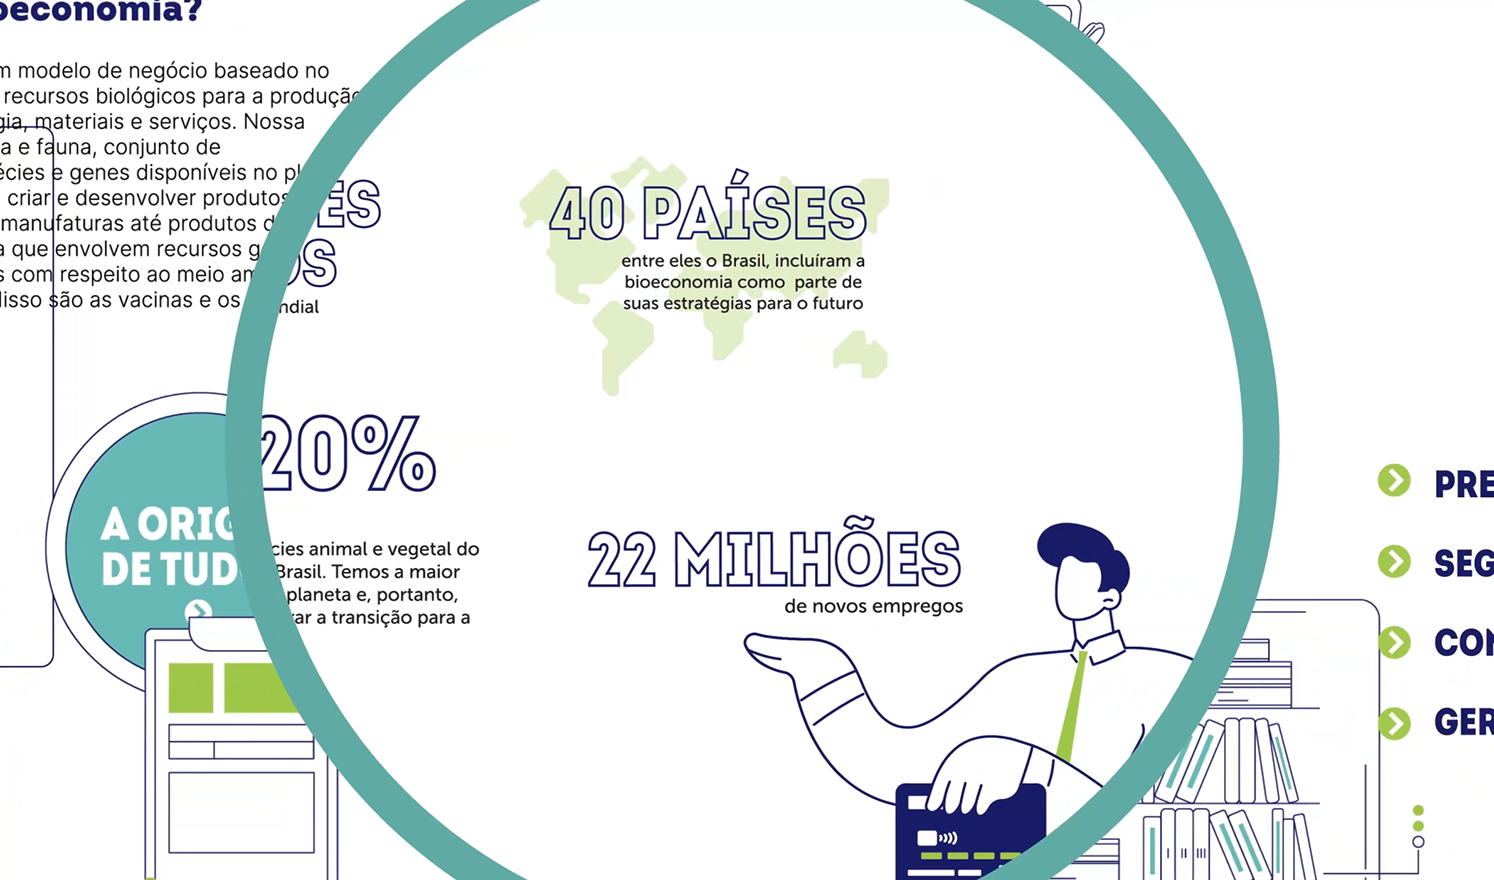 oeconomia?
m modelo de negócio baseado no
recursos biológicos para a produção
gia, materiais e serviços. Nossa
a e fauna, conjunto de
écies e genes disponíveis no pl
criar e desenvolver produtos
manufaturas até produtos d
a que envolvem recursos g
s com respeito ao meio am
disso são as vacinas e os
ES
OS
ndial
40 PAÍSES
entre eles o Brasil, incluíram a
bioeconomia como parte de
suas estratégias para o futuro
20%
cies animal e vegetal do
Brasil. Temos a maior
planeta e, portanto,
rar a transição para a
A ORIG
DE TUD
22 MILHÕES
de novos empregos
PRE
SEG
CON
GER